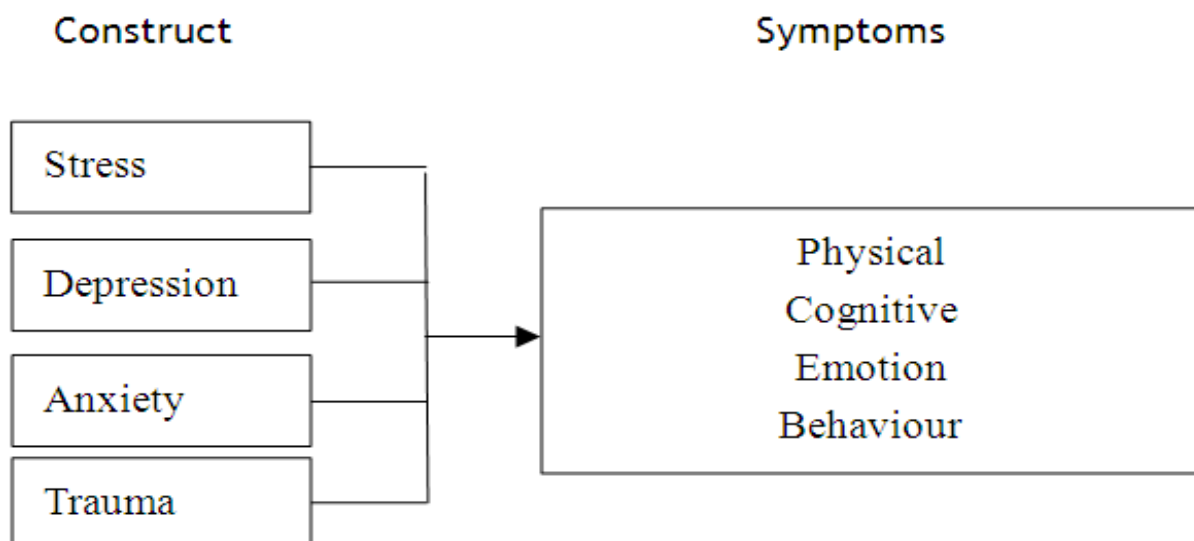 Construct
Symptoms
Stress
Depression
Anxiety
Trauma
Physical
Cognitive
Emotion
Behaviour